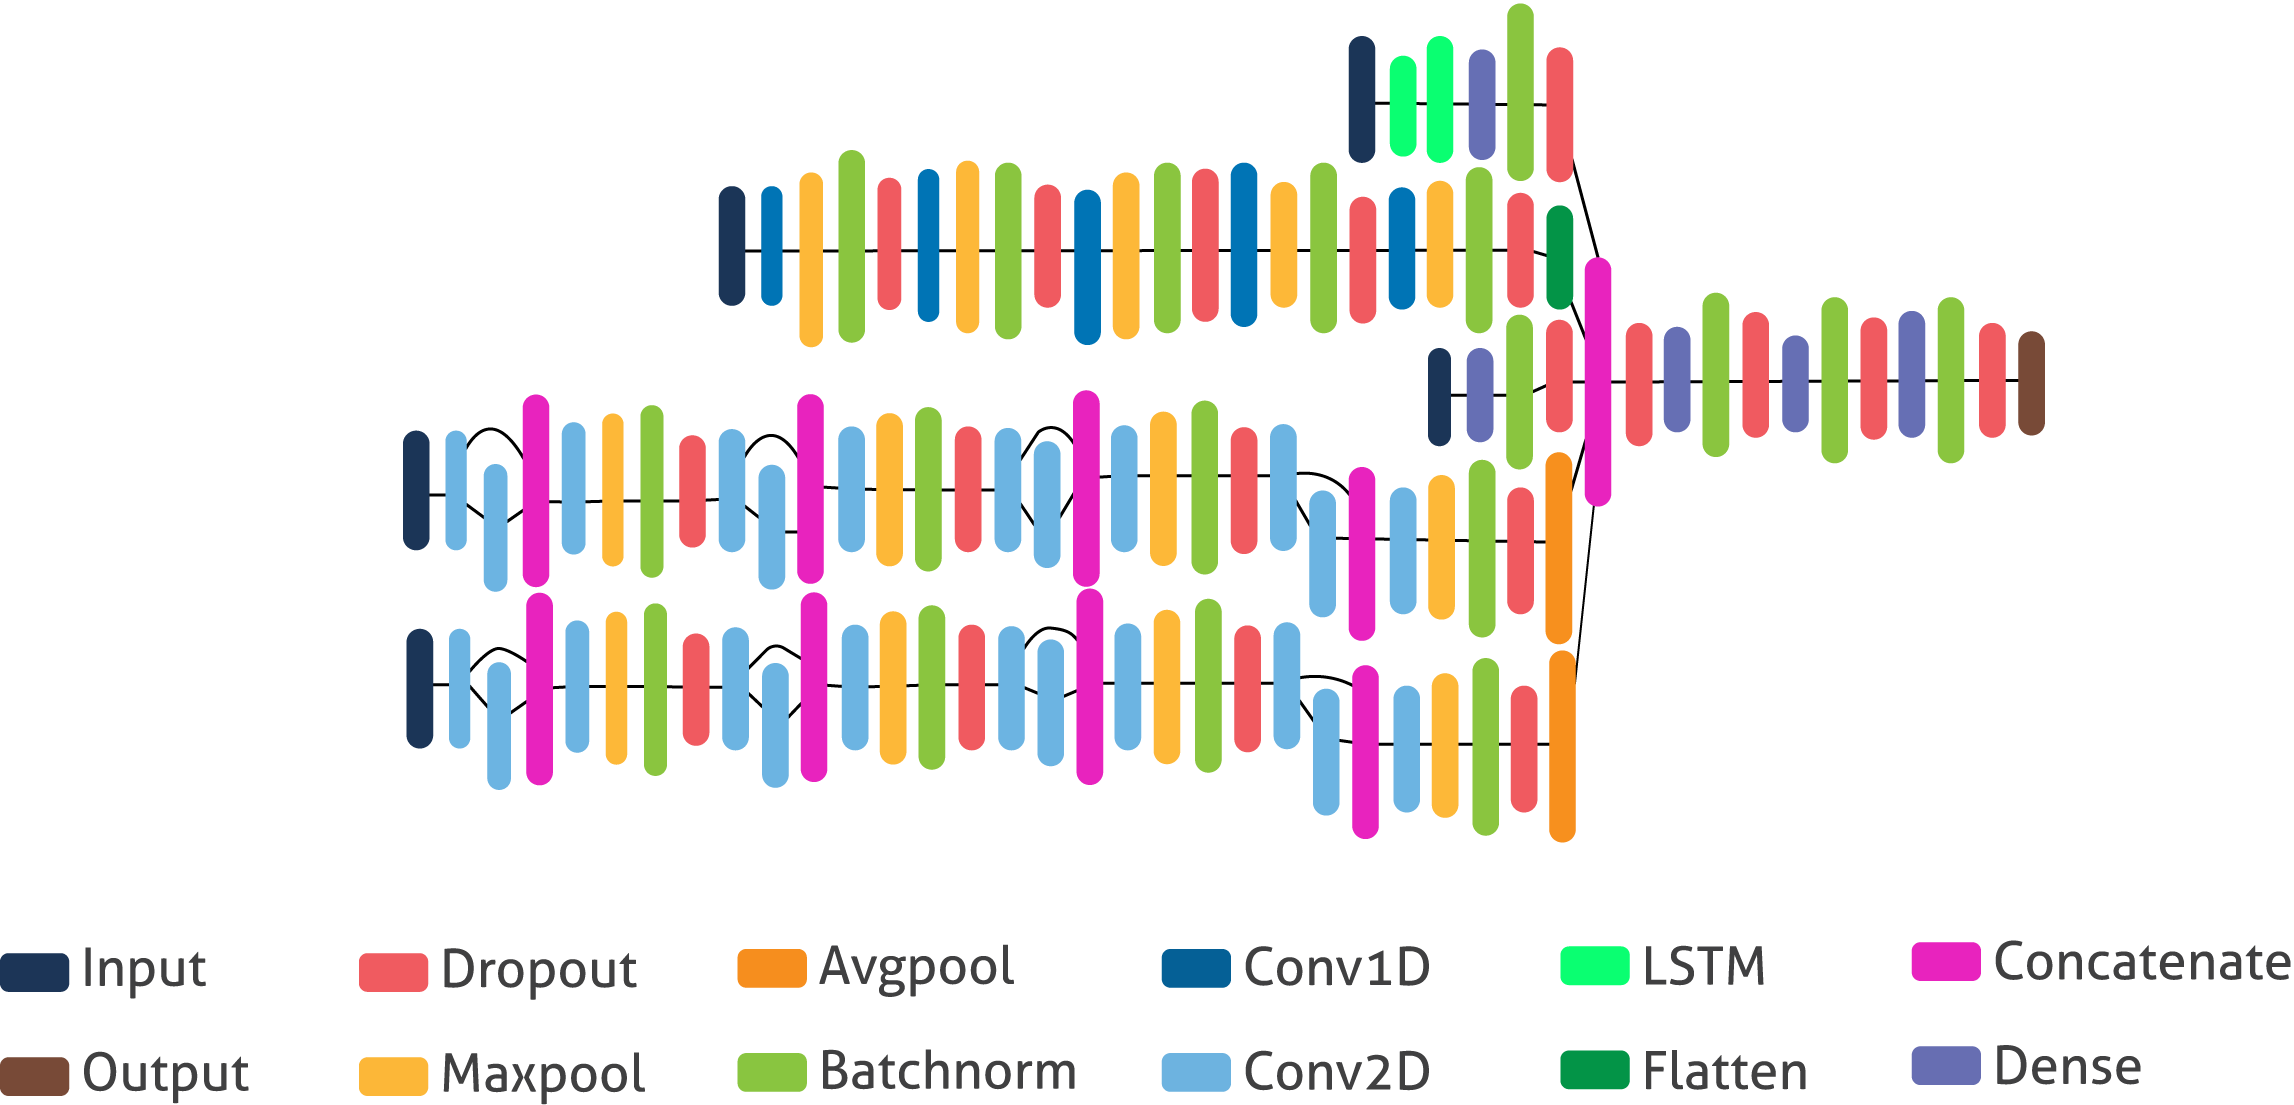 Input Dropout Avgpool Conv1D LSTM Concatenate
Output Maxpool Batchnorm Conv2D Flatten Dense